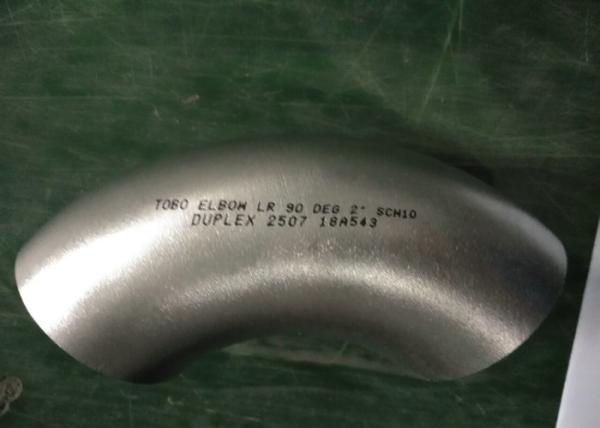 TOBO ELBOW LR 90 DEG 2" SCH10
DUPLEX 2507 18A543